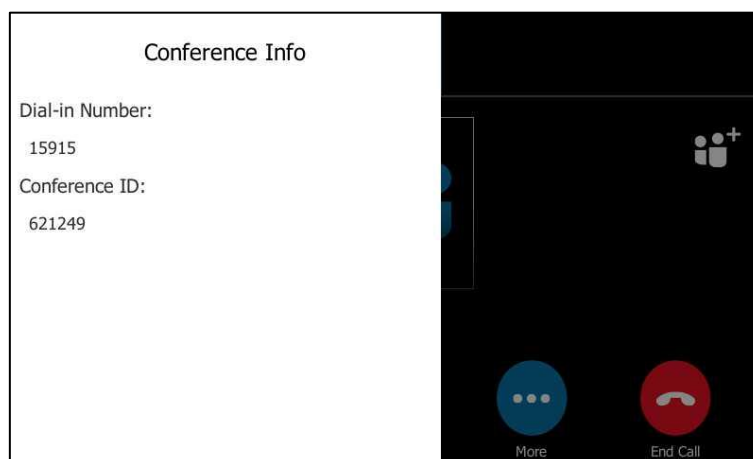 Conference Info
Dial-in Number:
15915
Conference ID:
621249
More
End Call